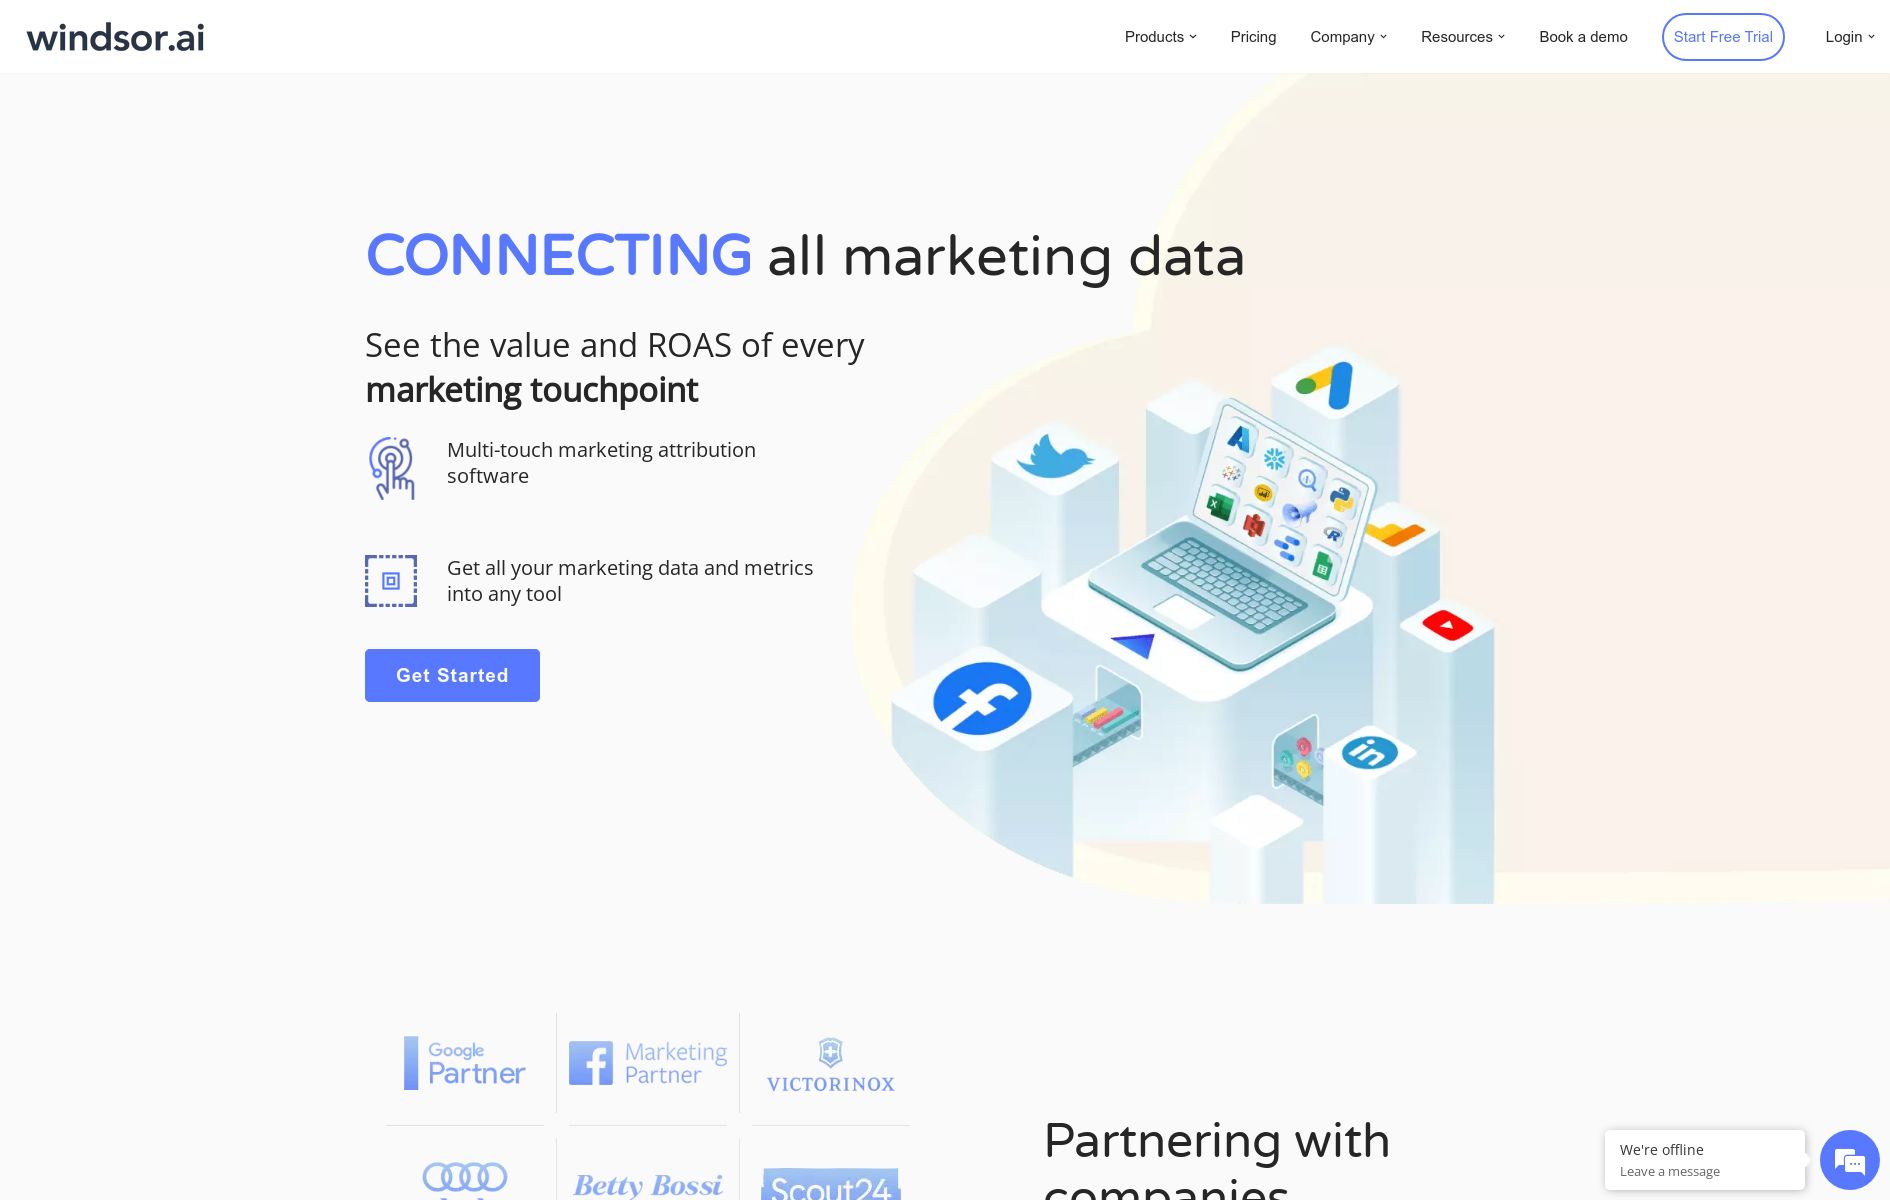 windsor.ai
Products
Pricing
Company
Resources
Book a demo
Start Free Trial
Login
CONNECTING all marketing data
See the value and ROAS of every
marketing touchpoint
Multi-touch marketing attribution
software
Get all your marketing data and metrics
into any tool
Get Started
Google
Partner
Marketing
Partner
VICTORINOX
Betty Bossi
Scout24
Partnering with
companies
We're offline
Leave a message